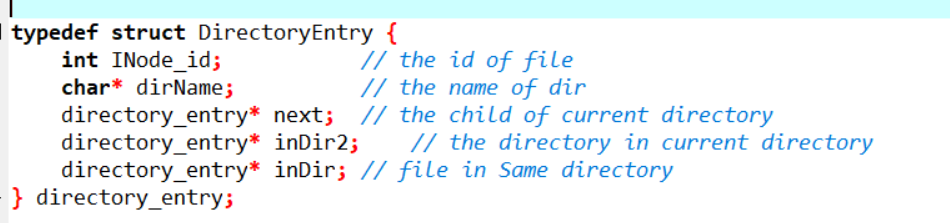 typedef struct DirectoryEntry {
    int INode_id;           // the id of file
    char* dirName;          // the name of dir
    directory_entry* next;  // the child of current directory
    directory_entry* inDir2;    // the directory in current directory
    directory_entry* inDir; // file in Same directory
} directory_entry;